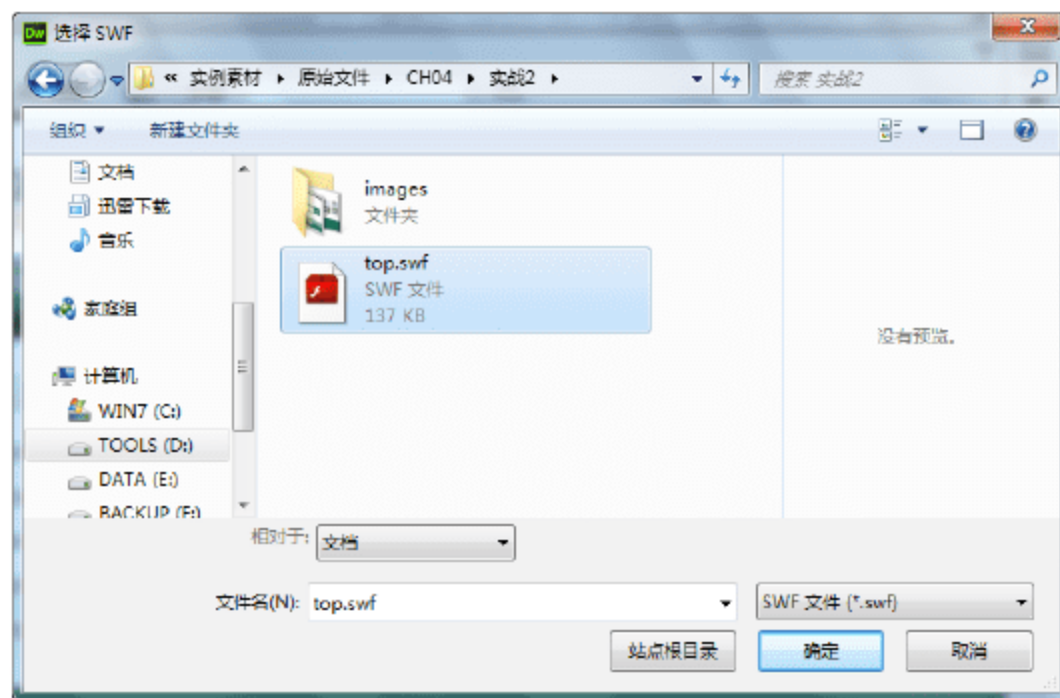 Dw 选择 SWF
« 实例素材 ▸ 原始文件 ▸ CH04 ▸ 实战2 ▸
搜索 实战2
组织 ▼ 新建文件夹
文档
迅雷下载
音乐
家庭组
计算机
WIN7 (C:)
TOOLS (D:)
DATA (E:)
BACKUP (F:)
images
文件夹
top.swf
SWF 文件
137 KB
没有预览。
相对于: 文档
文件名(N): top.swf
SWF 文件 (*.swf)
站点根目录 确定 取消